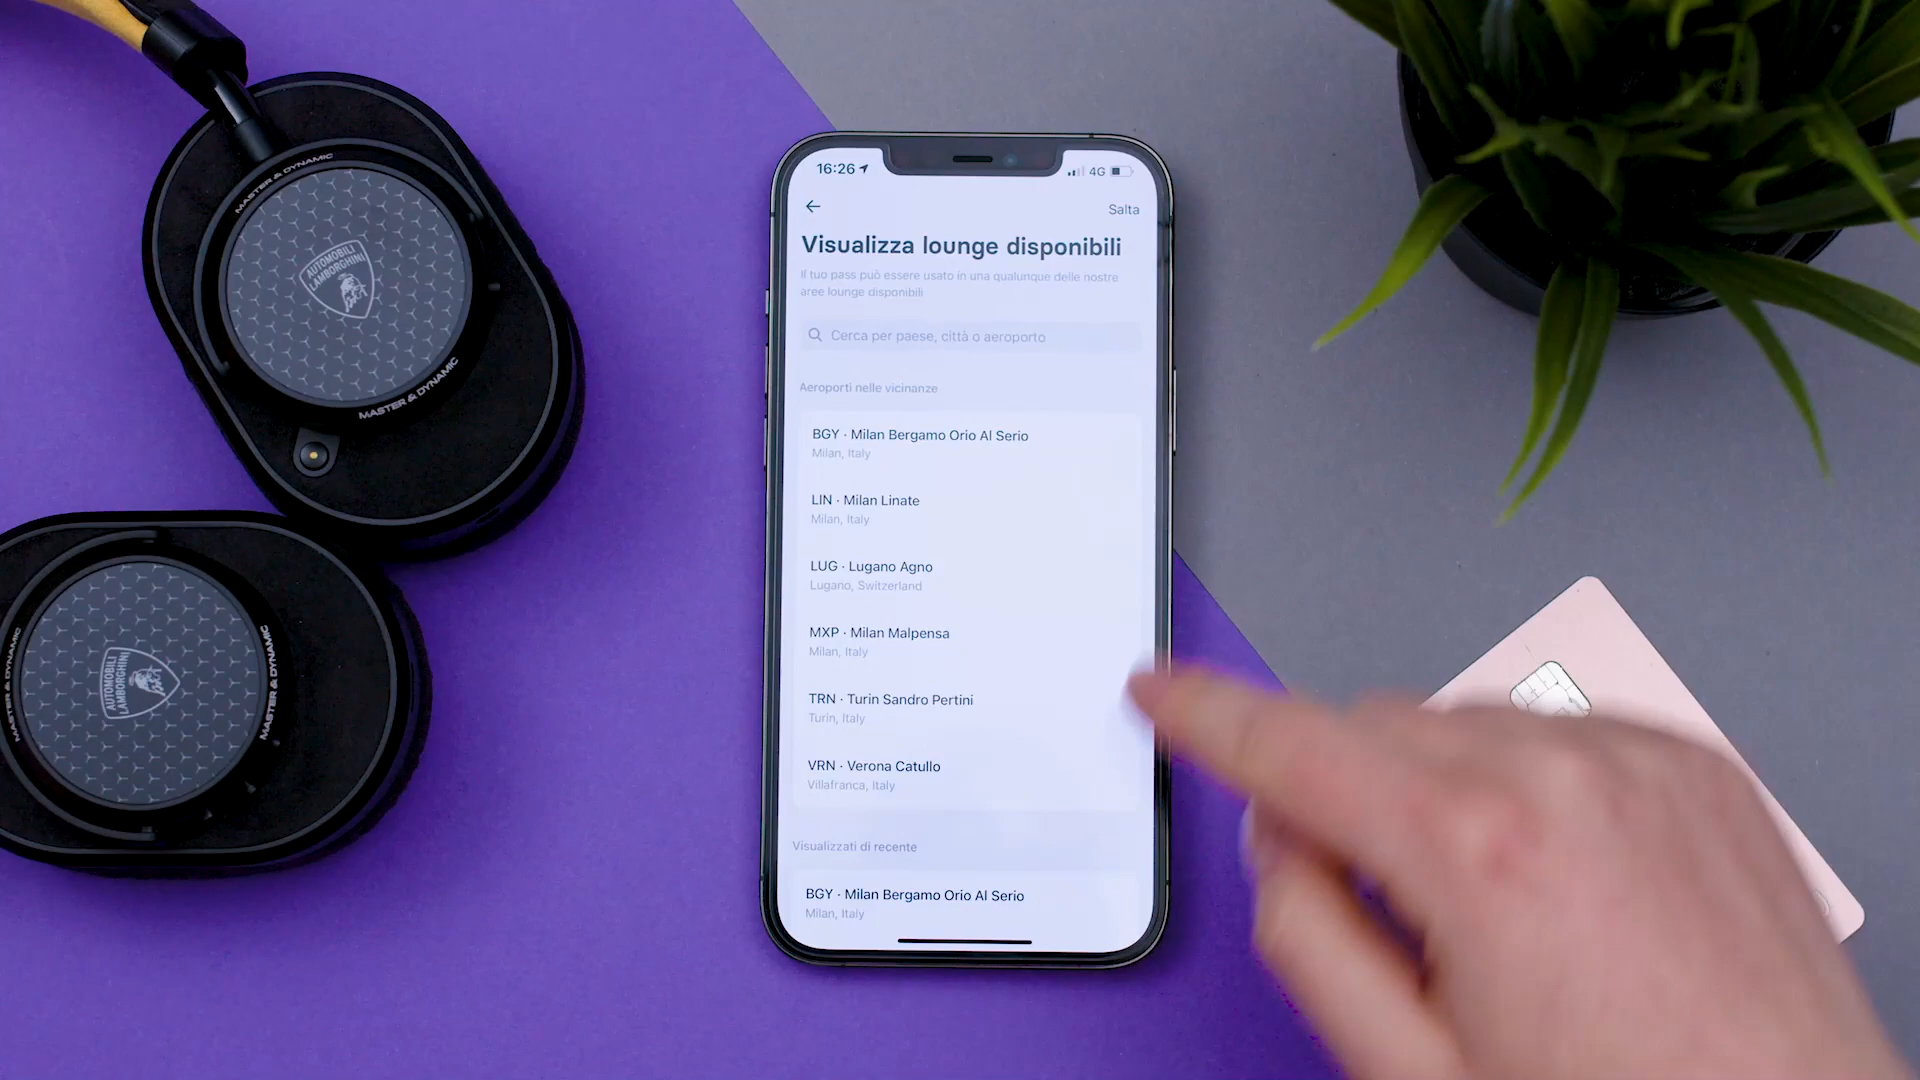 MASTER & DYNAMIC
AUTOMOBILI
LAMBORGHINI
MASTER & DYNAMIC
MASTER & DYNAMIC
AUTOMOBILI
LAMBORGHINI
MASTER & DYNAMIC
16:26
4G
Salta
Visualizza lounge disponibili
Il tuo pass può essere usato in una qualunque delle nostre
aree lounge disponibili
Cerca per paese, città o aeroporto
Aeroporti nelle vicinanze
BGY · Milan Bergamo Orio Al Serio
Milan, Italy
LIN · Milan Linate
Milan, Italy
LUG · Lugano Agno
Lugano, Switzerland
MXP · Milan Malpensa
Milan, Italy
TRN · Turin Sandro Pertini
Turin, Italy
VRN · Verona Catullo
Villafranca, Italy
Visualizzati di recente
BGY · Milan Bergamo Orio Al Serio
Milan, Italy